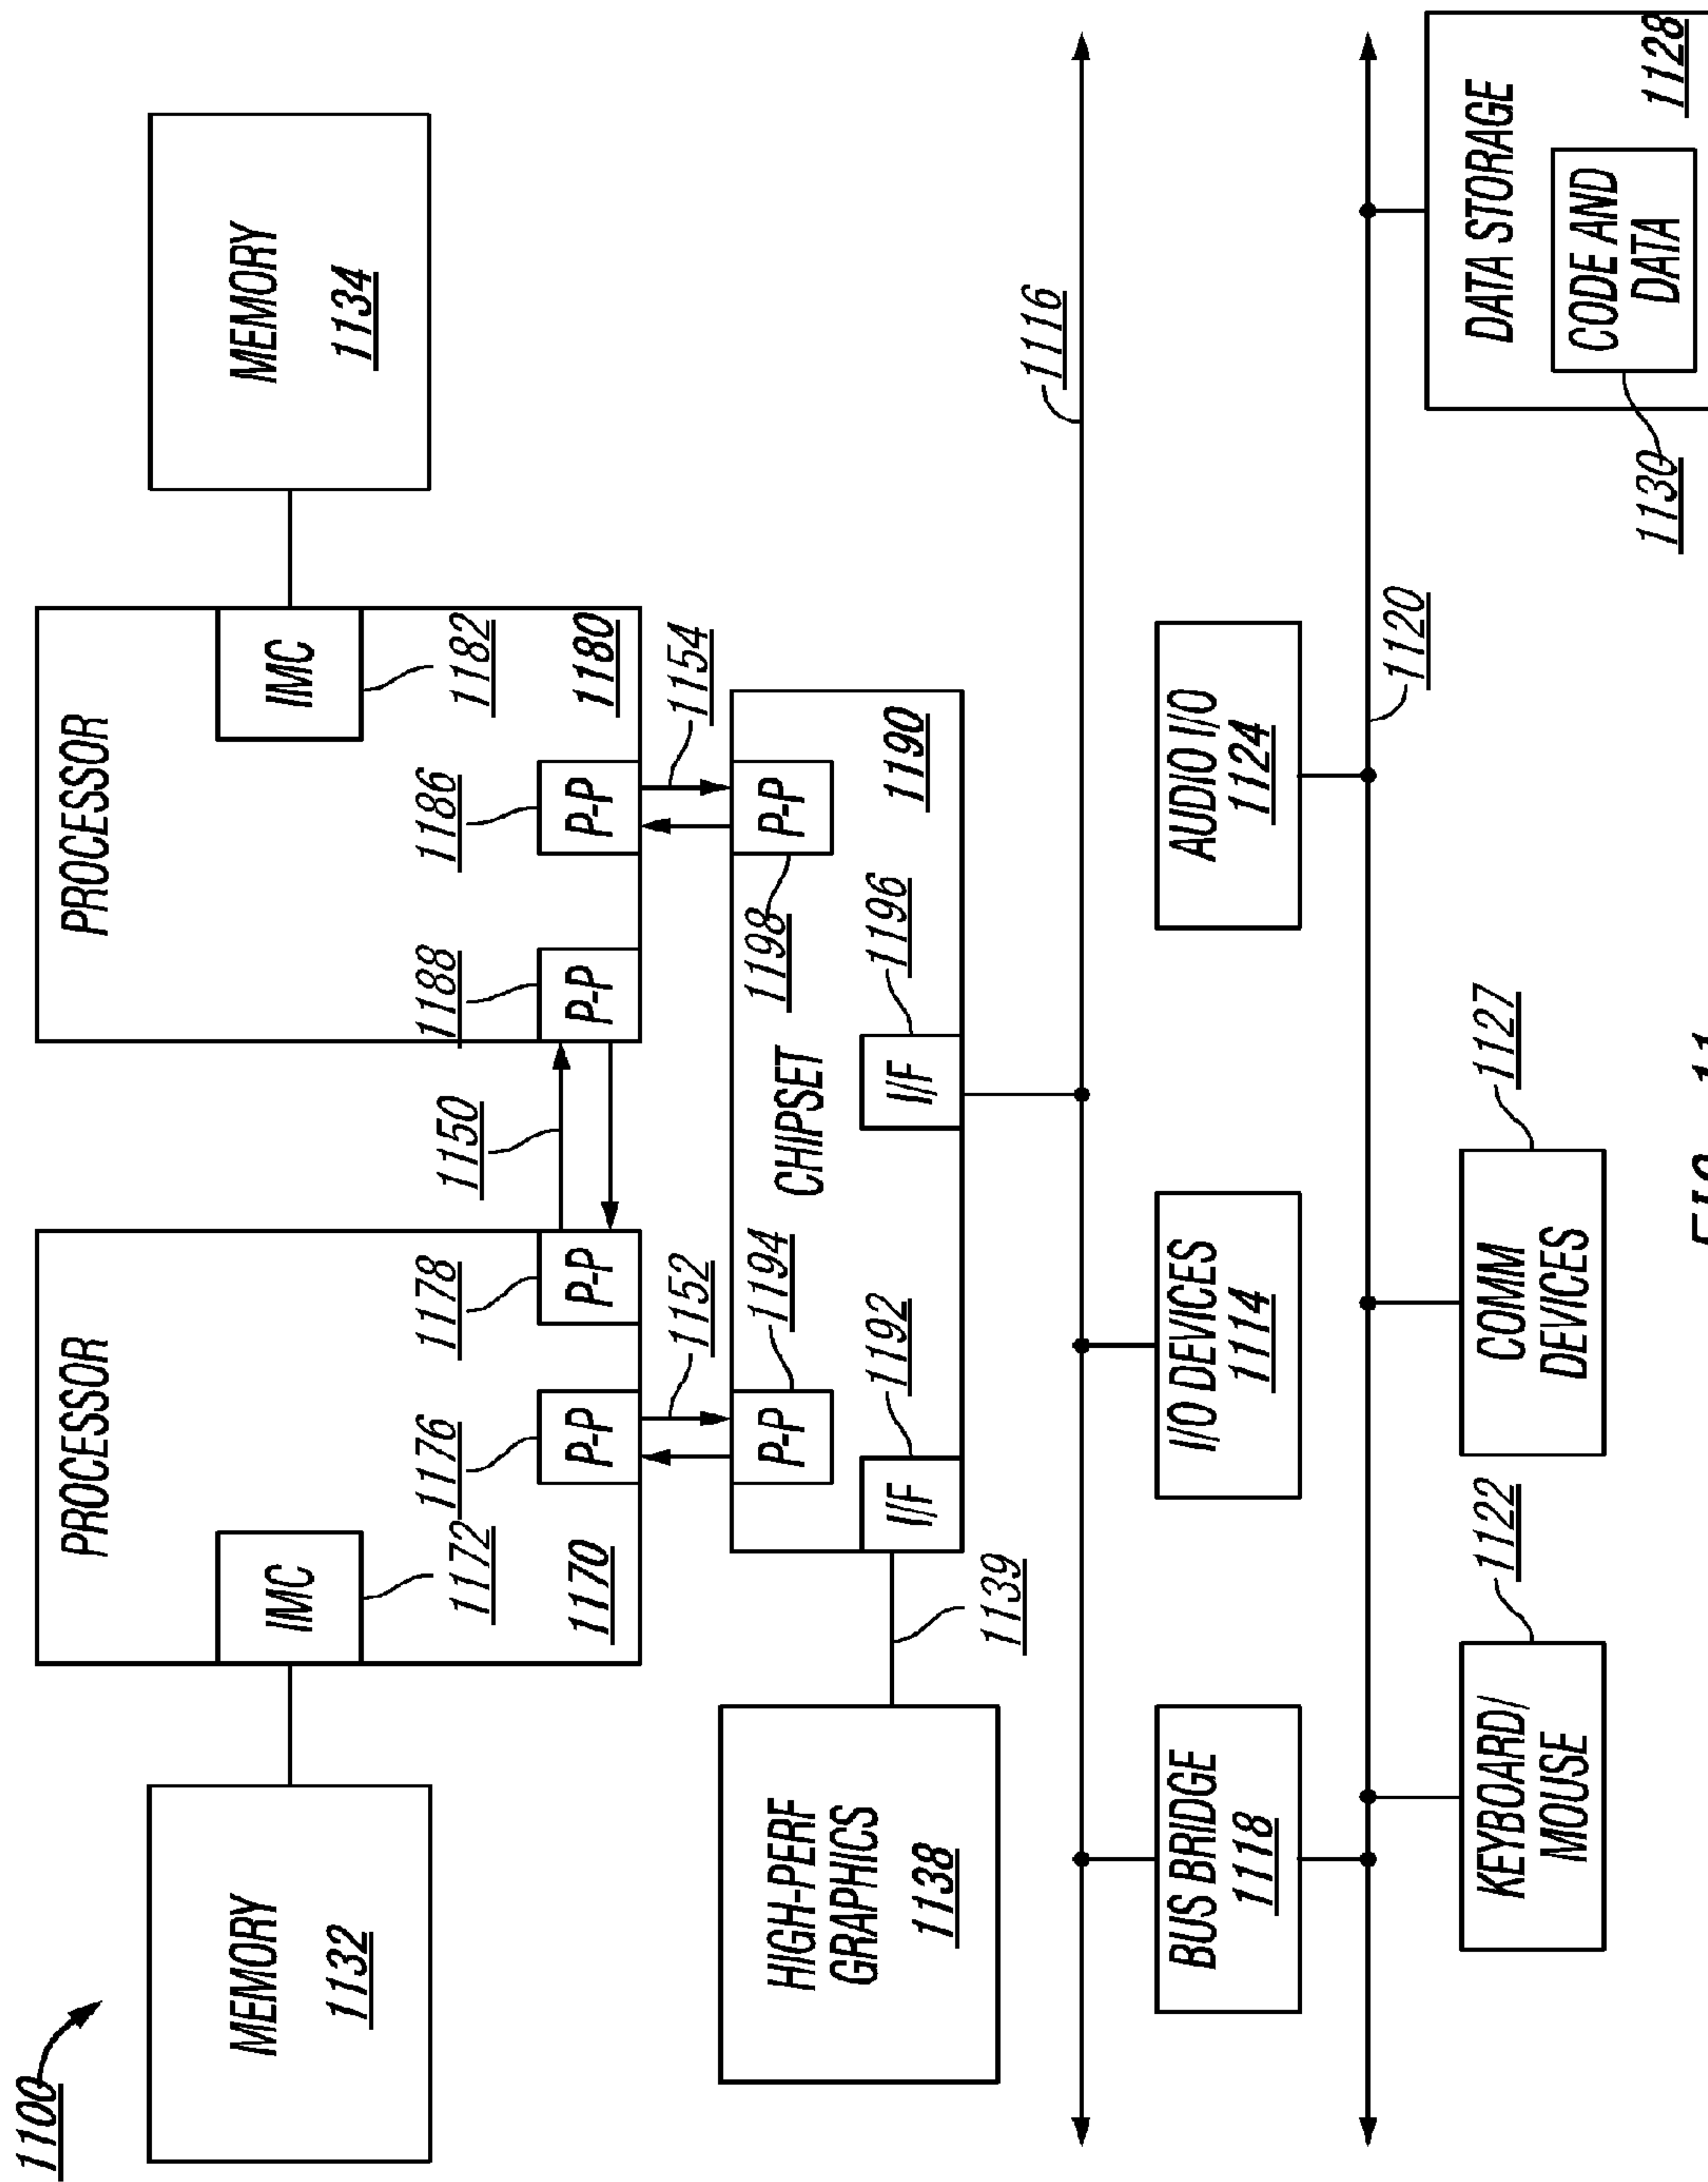 1100
PROCESSOR
PROCESSOR
MEMORY
1132
IMC
1172
1176
1178
1150
1188
1186
IMC
1182
MEMORY
1134
1170
P-P
P-P
P-P
P-P
1180
1152
1154
HIGH-PERF
GRAPHICS
1138
P-P
1194
CHIPSET
1198
P-P
1190
I/F
1192
I/F
1196
1139
1116
BUS BRIDGE
1118
I/O DEVICES
1114
AUDIO I/O
1124
1120
KEYBOARD/
MOUSE
1122
COMM
DEVICES
1127
DATA STORAGE
CODE AND
DATA
1130
1128
FIG. 11